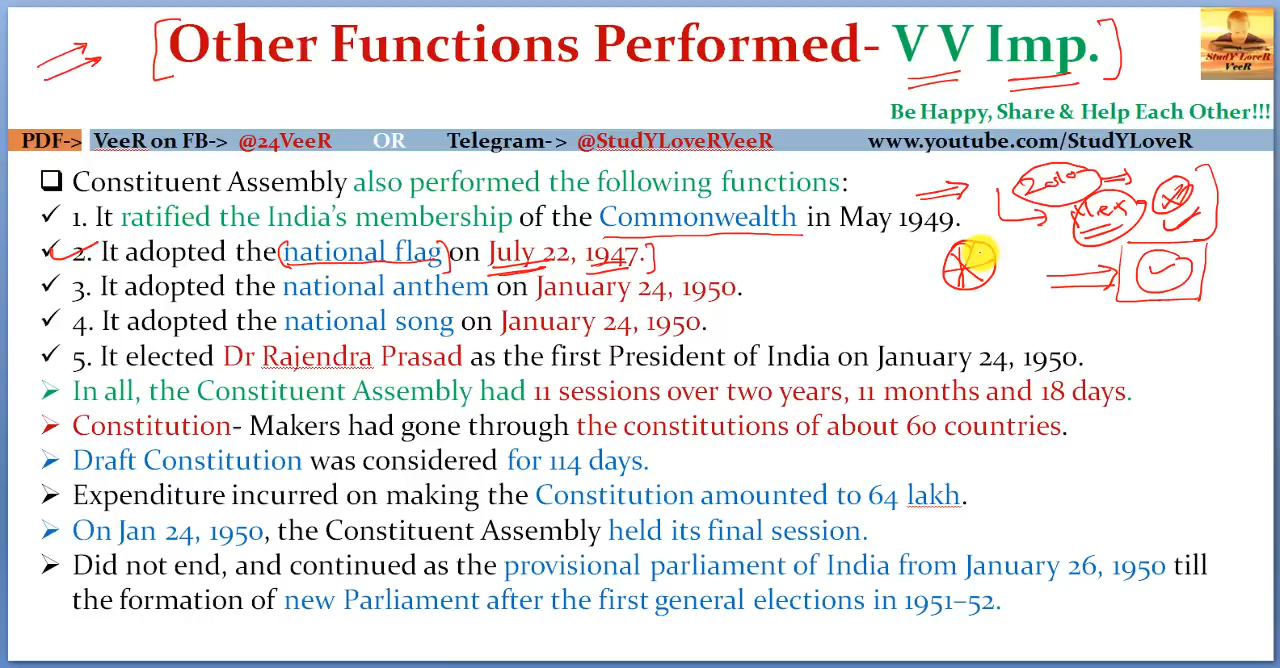 Other Functions Performed- V V Imp.
StudY LoveR
VeeR
Be Happy, Share & Help Each Other!!!
PDF-> VeeR on FB-> @24VeeR OR Telegram-> @StudYLoveRVeeR www.youtube.com/StudYLoveR
Constituent Assembly also performed the following functions:
1. It ratified the India's membership of the Commonwealth in May 1949.
2. It adopted the national flag on July 22, 1947.
3. It adopted the national anthem on January 24, 1950.
4. It adopted the national song on January 24, 1950.
5. It elected Dr Rajendra Prasad as the first President of India on January 24, 1950.
In all, the Constituent Assembly had 11 sessions over two years, 11 months and 18 days.
Constitution- Makers had gone through the constitutions of about 60 countries.
Draft Constitution was considered for 114 days.
Expenditure incurred on making the Constitution amounted to 64 lakh.
On Jan 24, 1950, the Constituent Assembly held its final session.
Did not end, and continued as the provisional parliament of India from January 26, 1950 till
the formation of new Parliament after the first general elections in 1951–52.